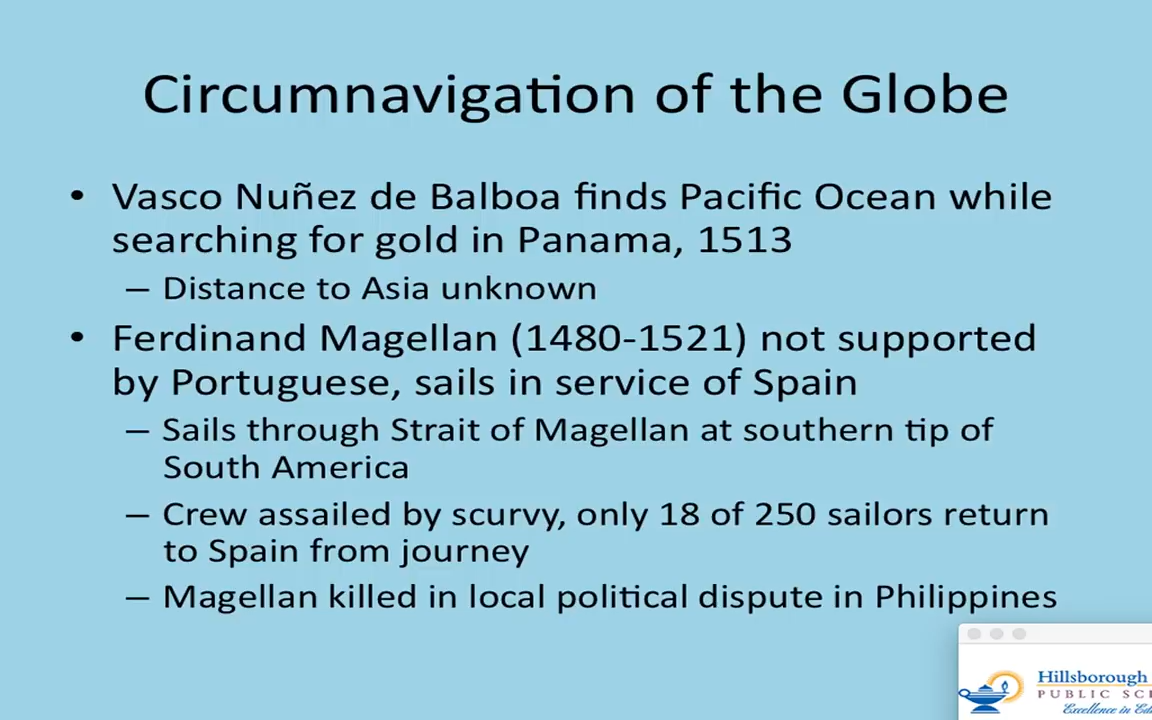 Circumnavigation of the Globe
• Vasco Nuñez de Balboa finds Pacific Ocean while
searching for gold in Panama, 1513
– Distance to Asia unknown
• Ferdinand Magellan (1480-1521) not supported
by Portuguese, sails in service of Spain
– Sails through Strait of Magellan at southern tip of
South America
– Crew assailed by scurvy, only 18 of 250 sailors return
to Spain from journey
– Magellan killed in local political dispute in Philippines
Hillsborough
PUBLIC
Excellence in